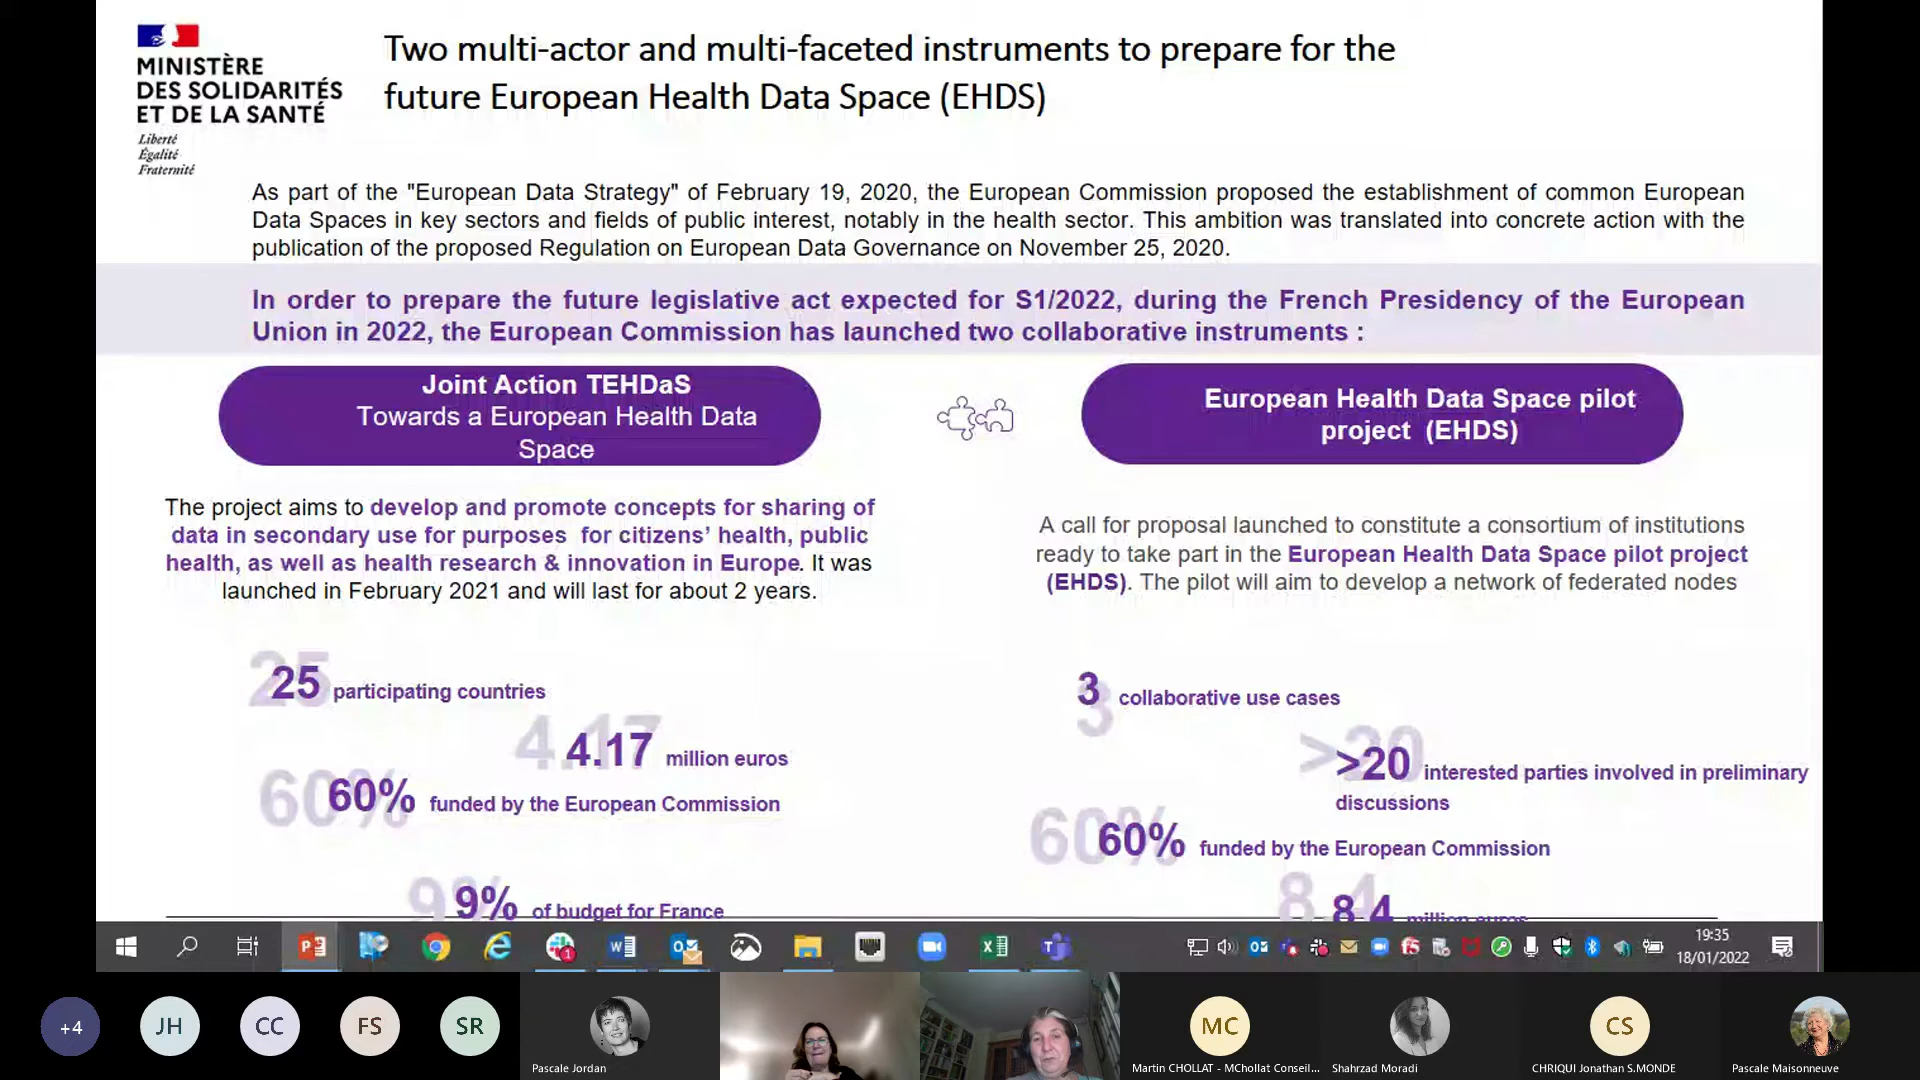 MINISTÈRE
DES SOLIDARITÉS
ET DE LA SANTÉ
Liberté
Égalité
Fraternité
Two multi-actor and multi-faceted instruments to prepare for the
future European Health Data Space (EHDS)
As part of the "European Data Strategy" of February 19, 2020, the European Commission proposed the establishment of common European
Data Spaces in key sectors and fields of public interest, notably in the health sector. This ambition was translated into concrete action with the
publication of the proposed Regulation on European Data Governance on November 25, 2020.
In order to prepare the future legislative act expected for S1/2022, during the French Presidency of the European
Union in 2022, the European Commission has launched two collaborative instruments :
Joint Action TEHDaS
Towards a European Health Data
Space
The project aims to develop and promote concepts for sharing of
data in secondary use for purposes for citizens' health, public
health, as well as health research & innovation in Europe. It was
launched in February 2021 and will last for about 2 years.
25 participating countries
4.17 million euros
60% funded by the European Commission
9% of budget for France
European Health Data Space pilot
project (EHDS)
A call for proposal launched to constitute a consortium of institutions
ready to take part in the European Health Data Space pilot project
(EHDS). The pilot will aim to develop a network of federated nodes
3 collaborative use cases
>20 interested parties involved in preliminary
discussions
60% funded by the European Commission
8.4 million euros
19:35
18/01/2022
+4
JH
CC
FS
SR
Pascale Jordan
MC
Martin CHOLLAT - MChollat Conseil...
Shahrzad Moradi
CS
CHRIQUI Jonathan S.MONDE
Pascale Maisonneuve